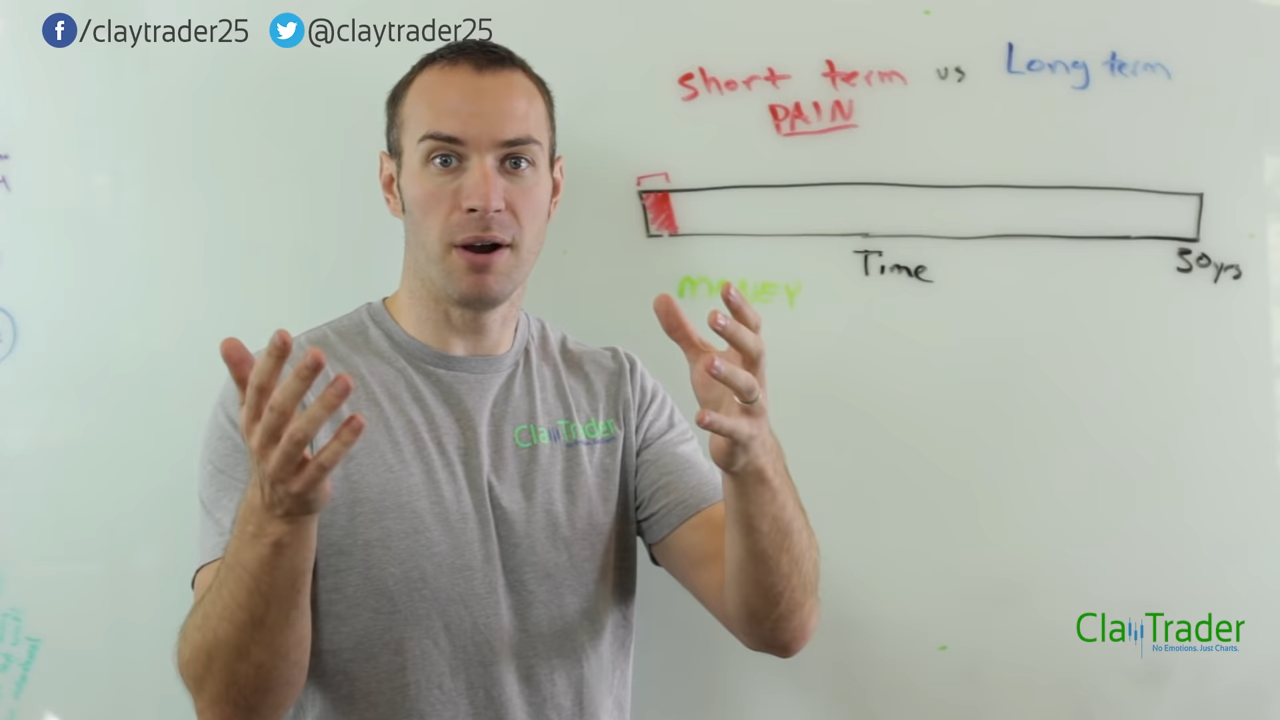 /claytrader25 @claytrader25
short term vs Long term
PAIN
Time
50yrs
MONEY
ClayTrader
ClayTrader
No Emotions. Just Charts.